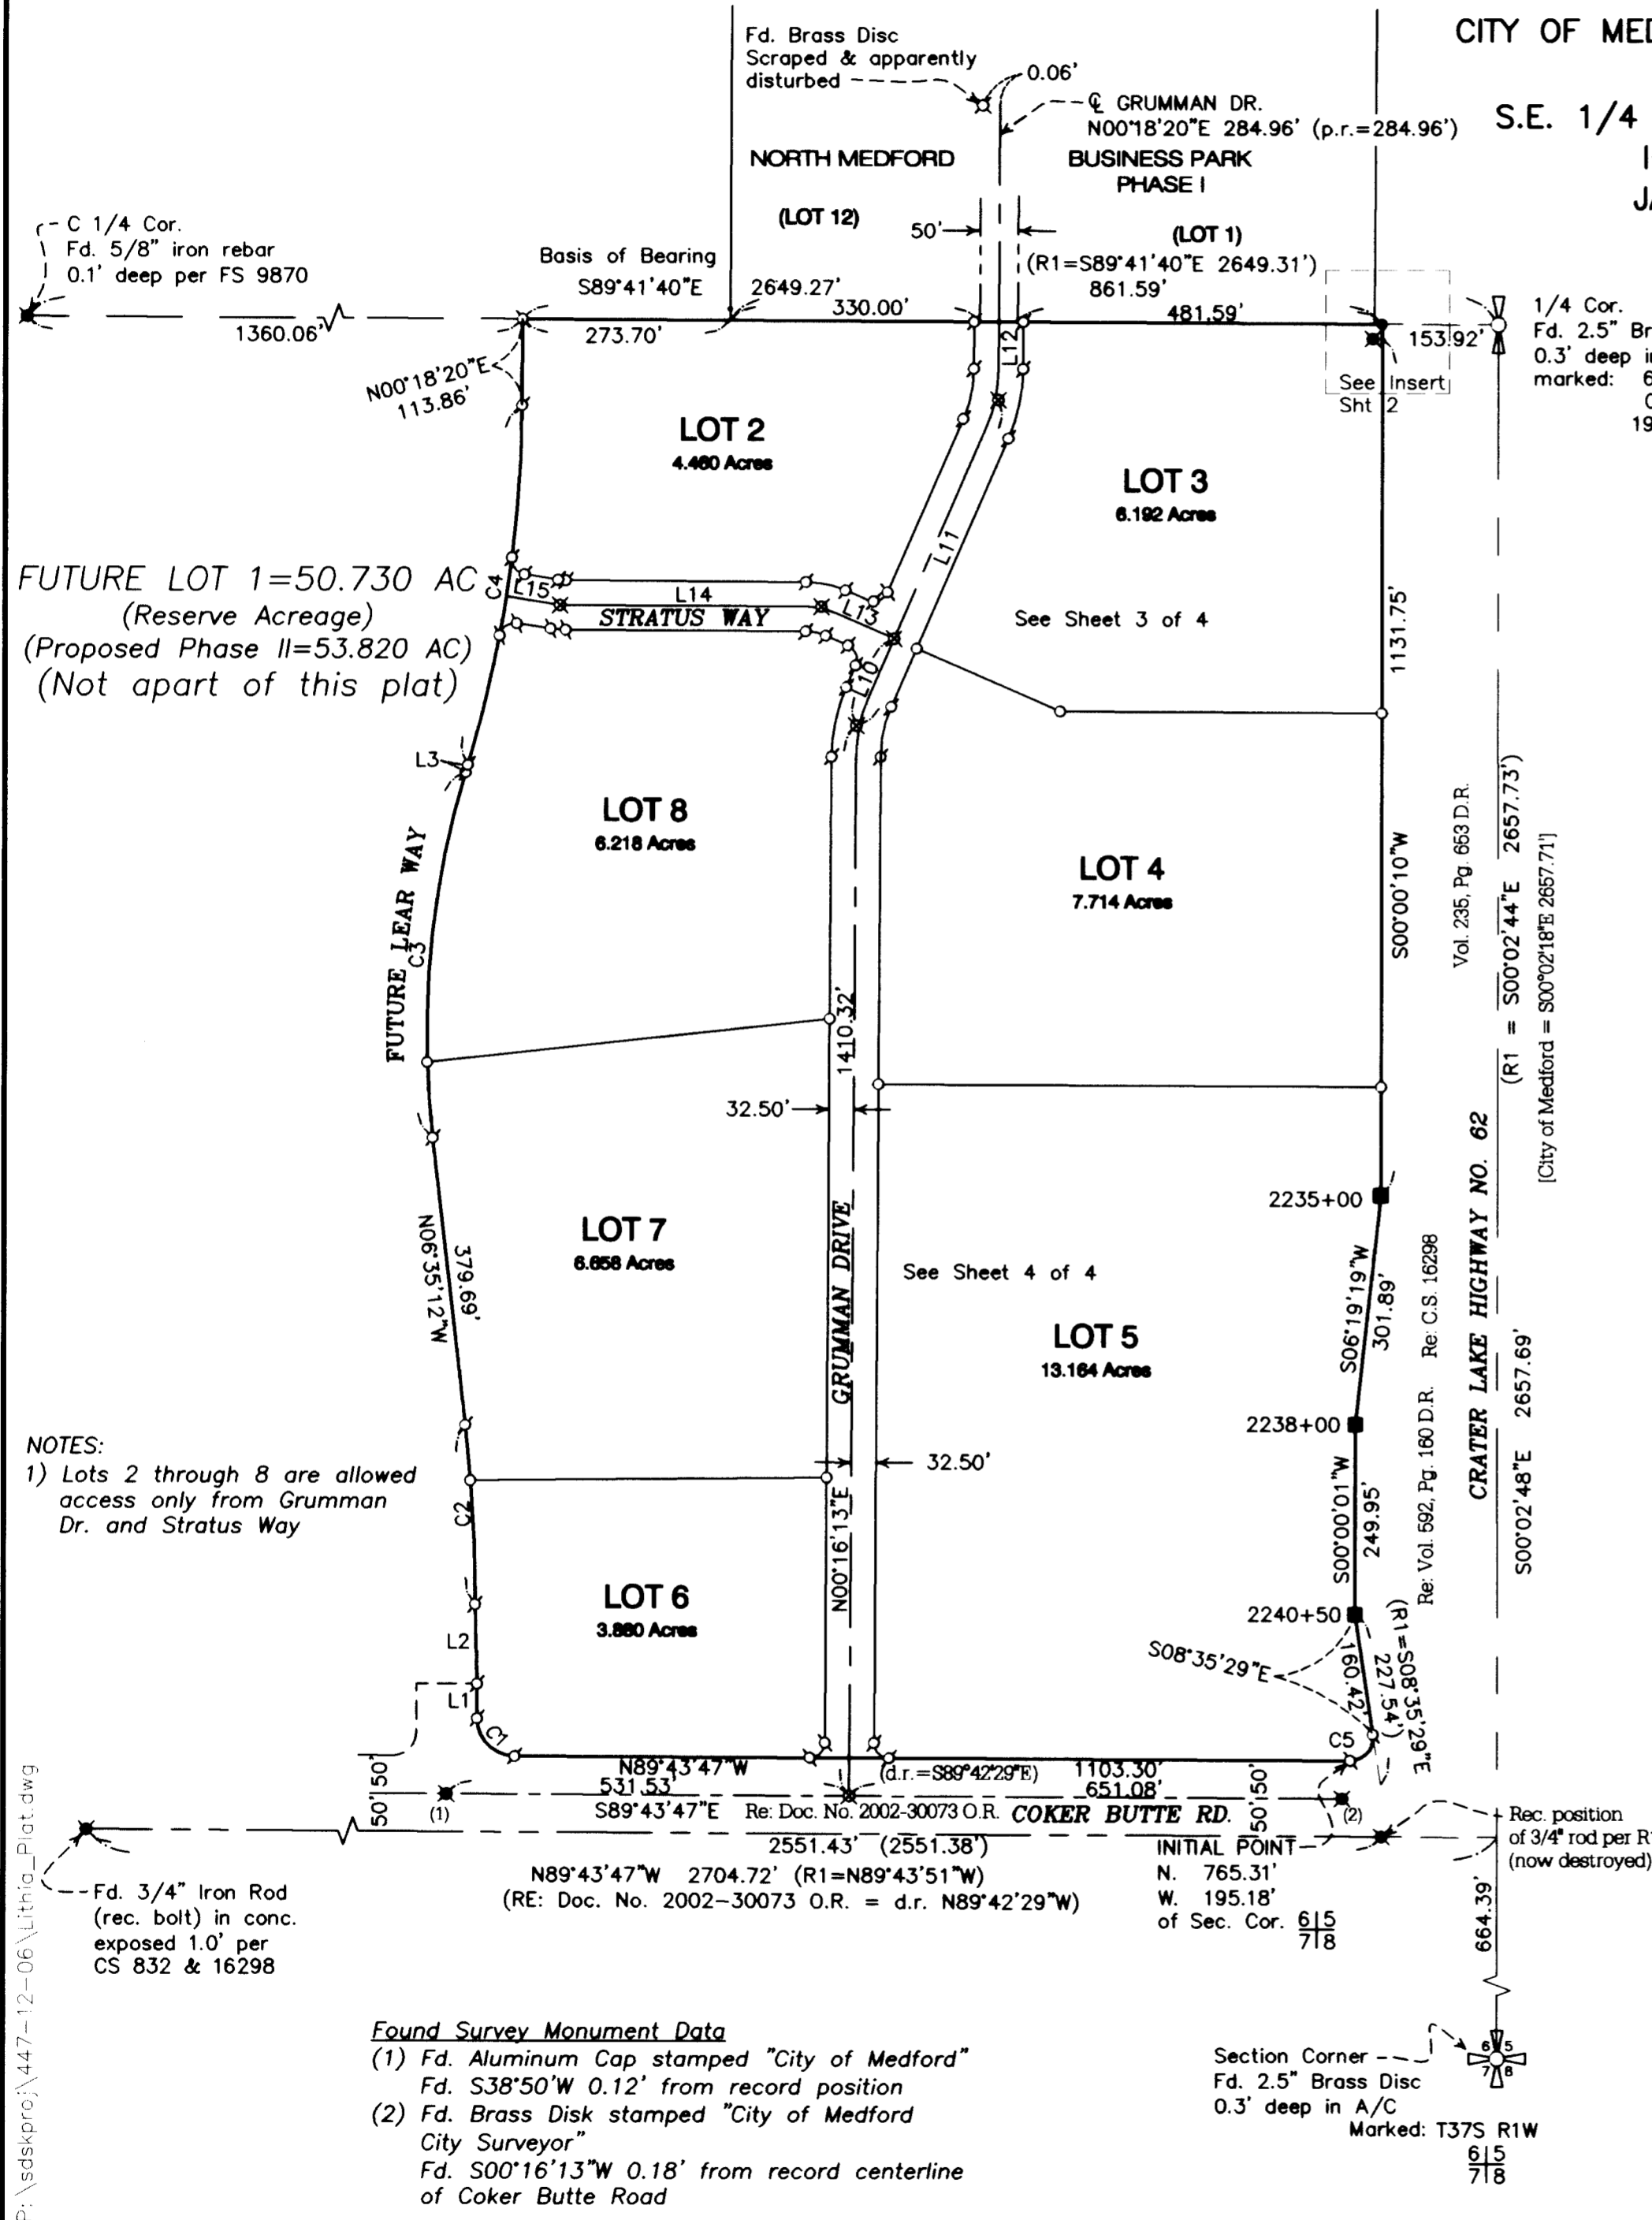 CITY OF MED
S.E. 1/4
Fd. Brass Disc
Scraped & apparently
disturbed
0.06'
℄ GRUMMAN DR.
N00°18'20"E 284.96' (p.r.=284.96')
NORTH MEDFORD
BUSINESS PARK
PHASE I
(LOT 12)
50'
(LOT 1)
C 1/4 Cor.
Fd. 5/8" iron rebar
0.1' deep per FS 9870
Basis of Bearing
S89°41'40"E 2649.27'
(R1=S89°41'40"E 2649.31')
861.59'
1360.06'
273.70'
330.00'
481.59'
153.92'
1/4 Cor.
Fd. 2.5" Br
0.3' deep i
marked: 6
19
See Insert
Sht 2
N00°18'20"E
113.86'
L12
LOT 2
4.460 Acres
LOT 3
6.192 Acres
See Sheet 3 of 4
L11
FUTURE LOT 1=50.730 AC
(Reserve Acreage)
(Proposed Phase II=53.820 AC)
(Not apart of this plat)
C4
L15
L14
L13
STRATUS WAY
L10
1131.75'
S00°00'10"W
L3
LOT 8
6.218 Acres
LOT 4
7.714 Acres
FUTURE LEAR WAY
C3
Vol. 235, Pg. 653 D.R.
(R1 = S00°02'44"E 2657.73')
[City of Medford = S00°02'18"E 2657.71']
1410.32'
32.50'
2235+00
LOT 7
6.658 Acres
N06°35'12"W
379.69'
GRUMMAN DRIVE
See Sheet 4 of 4
LOT 5
13.164 Acres
S06°19'19"W
301.89'
Re: Vol. 592, Pg. 160 D.R. Re: C.S. 16298
CRATER LAKE HIGHWAY NO. 62
S00°02'48"E 2657.69'
2238+00
NOTES:
1) Lots 2 through 8 are allowed
access only from Grumman
Dr. and Stratus Way
32.50'
N00°16'13"E
S00°00'01"W
249.95'
C2
LOT 6
3.880 Acres
2240+50
S08°35'29"E
160.42'
(R1=S08°35'29"E
227.54')
L2
L1
C1
C5
N89°43'47"W
(d.r.=S89°42'29"E)
1103.30'
531.53'
651.08'
50' 50'
50' 50'
(1)
(2)
S89°43'47"E Re: Doc. No. 2002-30073 O.R. COKER BUTTE RD.
2551.43' (2551.38')
N89°43'47"W 2704.72' (R1=N89°43'51"W)
(RE: Doc. No. 2002-30073 O.R. = d.r. N89°42'29"W)
INITIAL POINT
N. 765.31'
W. 195.18'
of Sec. Cor. 6|5
7|8
Rec. position
of 3/4" rod per R1
(now destroyed)
664.39'
Fd. 3/4" Iron Rod
(rec. bolt) in conc.
exposed 1.0' per
CS 832 & 16298
Found Survey Monument Data
(1) Fd. Aluminum Cap stamped "City of Medford"
Fd. S38°50'W 0.12' from record position
(2) Fd. Brass Disk stamped "City of Medford
City Surveyor"
Fd. S00°16'13"W 0.18' from record centerline
of Coker Butte Road
Section Corner
Fd. 2.5" Brass Disc
0.3' deep in A/C
Marked: T37S R1W
6|5
7|8
6 5
7 8
P:\sdskproj\447-12-06\Lithia_Plat.dwg